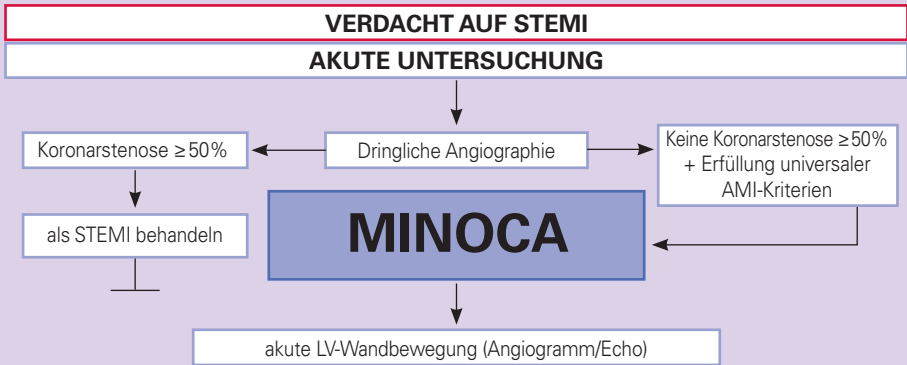 VERDACHT AUF STEMI
AKUTE UNTERSUCHUNG
Koronarstenose ≥50%
Dringliche Angiographie
Keine Koronarstenose ≥50%
+ Erfüllung universaler
AMI-Kriterien
als STEMI behandeln
MINOCA
akute LV-Wandbewegung (Angiogramm/Echo)